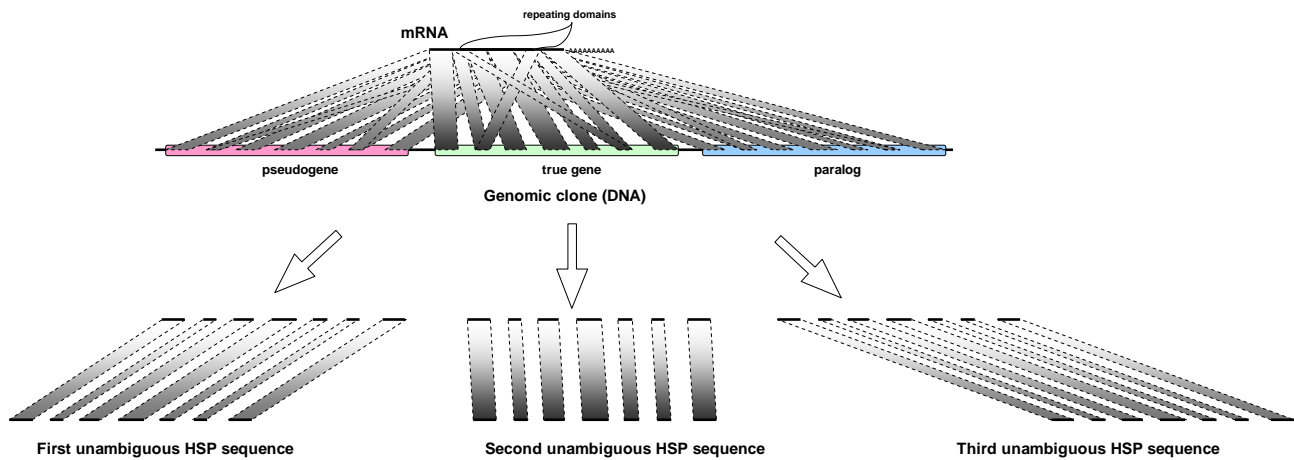 repeating domains
mRNA
-AAAAAAAAAA
pseudogene
true gene
paralog
Genomic clone (DNA)
First unambiguous HSP sequence
Second unambiguous HSP sequence
Third unambiguous HSP sequence